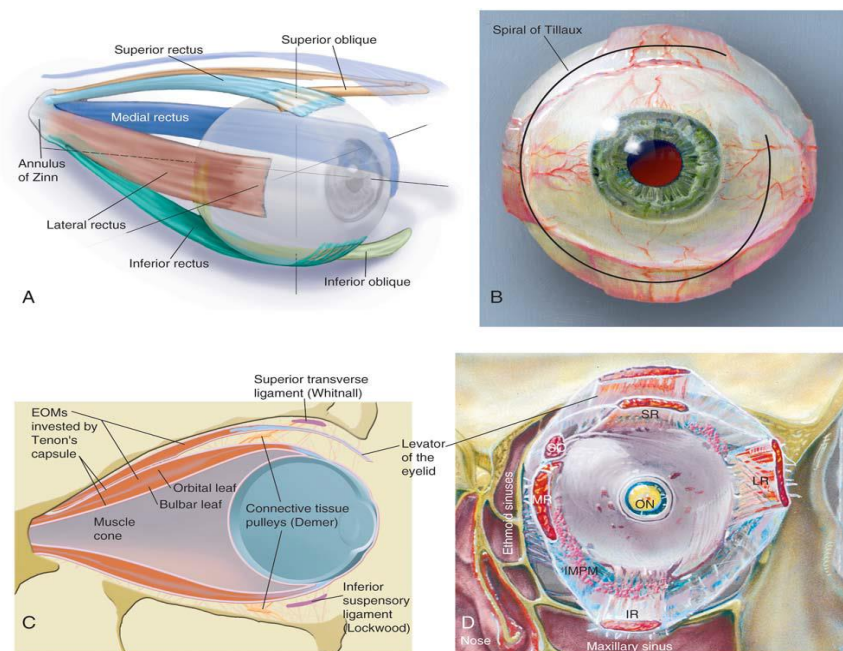 Superior rectus
Superior oblique
Medial rectus
Annulus
of Zinn
Lateral rectus
Inferior rectus
Inferior oblique
A
Spiral of Tillaux
B
Superior transverse
ligament (Whitnall)
EOMs
invested by
Tenon's
capsule
Levator
of the
eyelid
Orbital leaf
Bulbar leaf
Connective tissue
pulleys (Demer)
Muscle
cone
Inferior
suspensory
ligament
(Lockwood)
C
SR
SO
LR
MR
ON
Ethmoid sinuses
IMPM
IR
D
Nose
Maxillary sinus